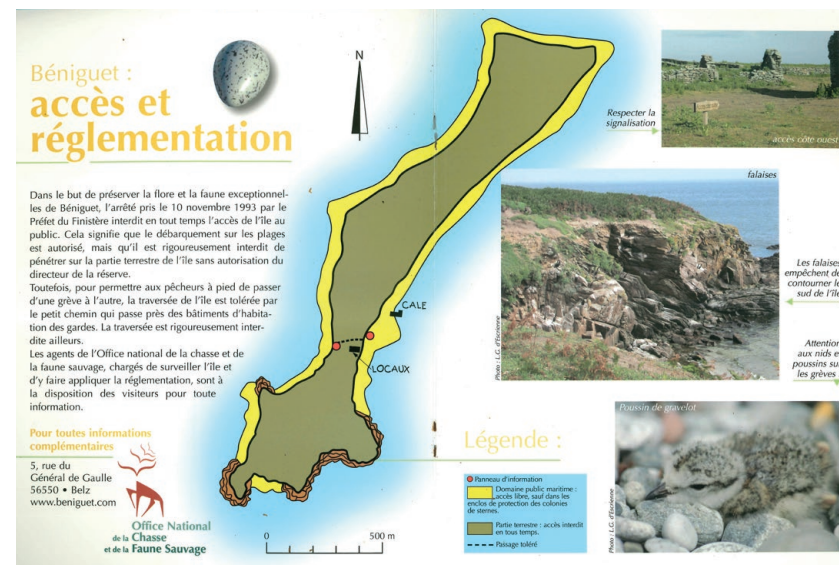 Béniguet :
accès et
réglementation
Dans le but de préserver la flore et la faune exceptionnel-
les de Béniguet, l'arrêté pris le 10 novembre 1993 par le
Préfet du Finistère interdit en tout temps l'accès de l'île au
public. Cela signifie que le débarquement sur les plages
est autorisé, mais qu'il est rigoureusement interdit de
pénétrer sur la partie terrestre de l'île sans autorisation du
directeur de la réserve.
Toutefois, pour permettre aux pêcheurs à pied de passer
d'une grève à l'autre, la traversée de l'île est tolérée par
le petit chemin qui passe près des bâtiments d'habita-
tion des gardes. La traversée est rigoureusement inter-
dite ailleurs.
Les agents de l'Office national de la chasse et de
la faune sauvage, chargés de surveiller l'île et
d'y faire appliquer la réglementation, sont à
la disposition des visiteurs pour toute
information.
Pour toutes informations
complémentaires
5, rue du
Général de Gaulle
56550 • Belz
www.beniguet.com
Office National
de la Chasse
et de la Faune Sauvage
N
CALE
LOCAUX
0 500 m
Légende :
Panneau d'information
Domaine public maritime :
accès libre, sauf dans les
enclos de protection des colonies
de sternes.
Partie terrestre : accès interdit
en tous temps.
Passage toléré
Respecter la
signalisation
accès côte ouest
falaises
Photo : L.G. d'Escrienne
Les falaises
empêchent de
contourner le
sud de l'île
Attention
aux nids e
poussins su
les grèves
Poussin de gravelot
Photo : L.G. d'Escrienne